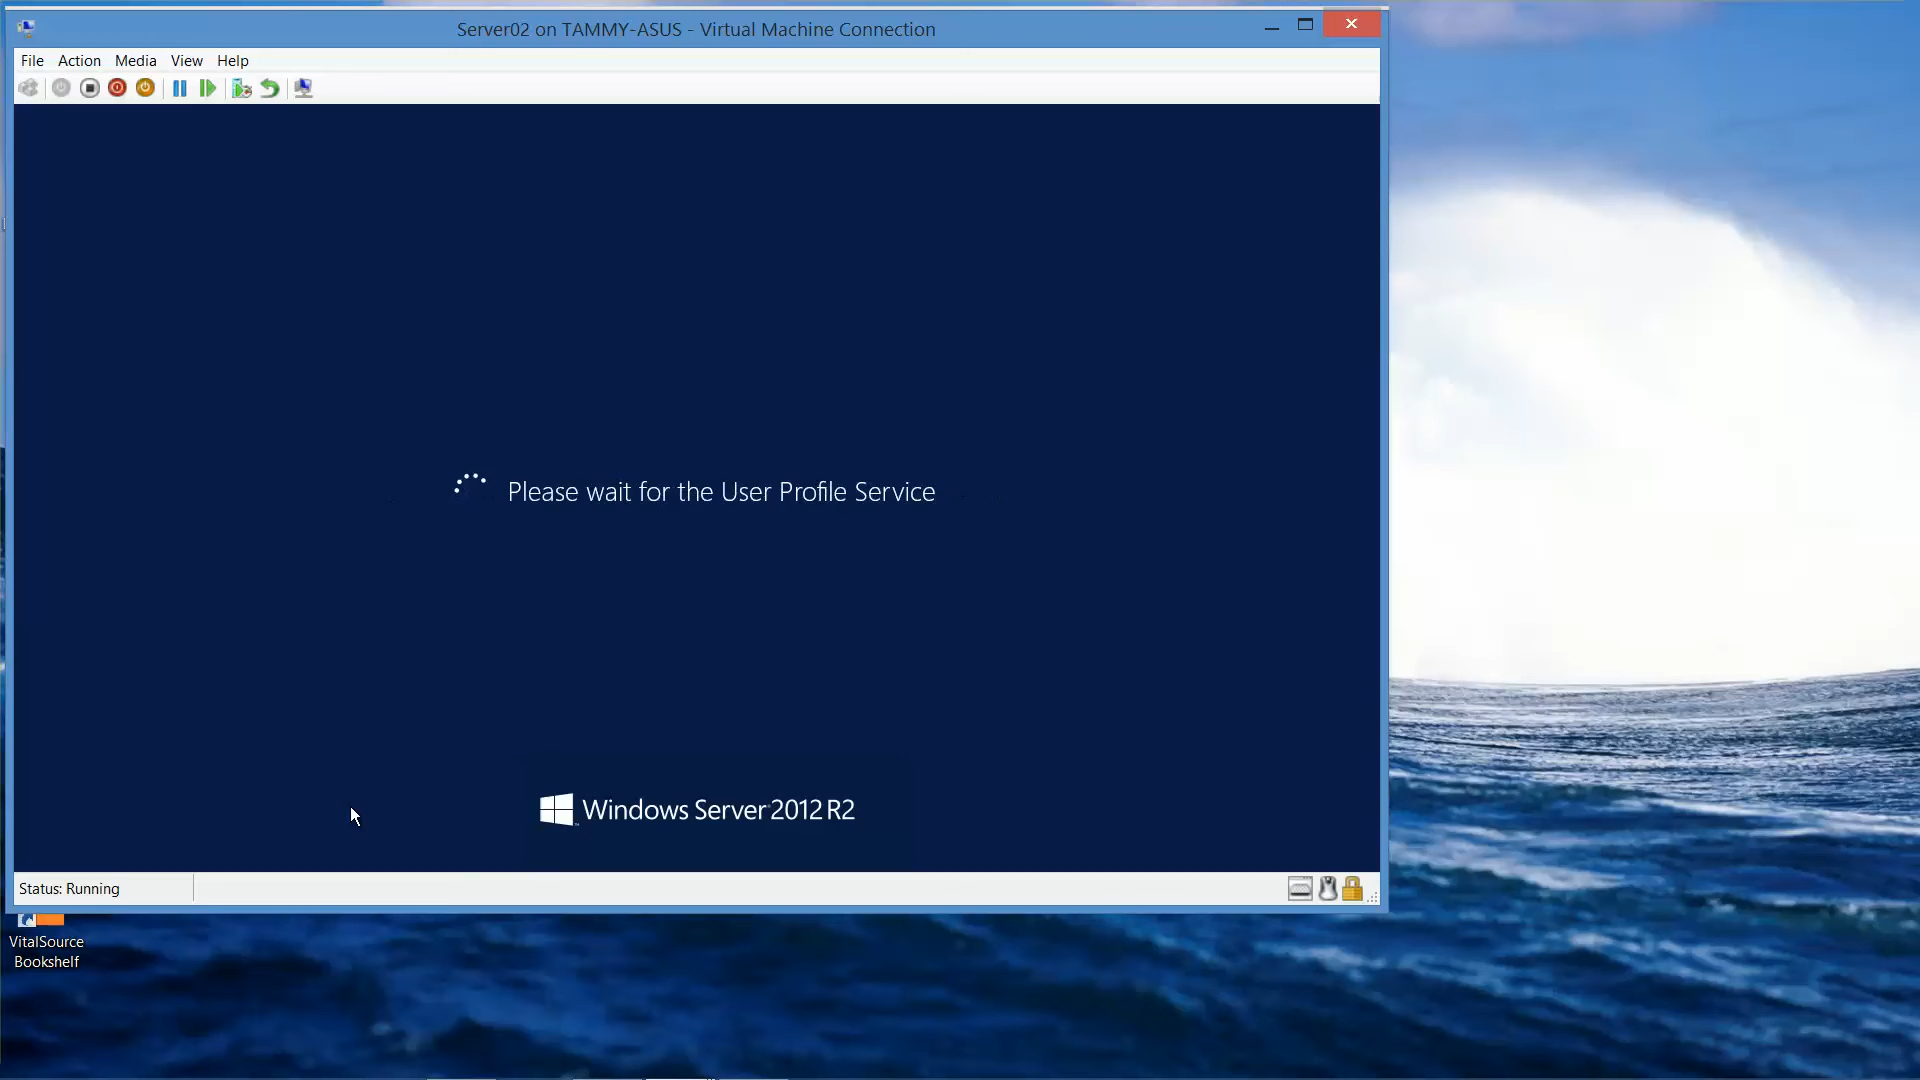 Server02 on TAMMY-ASUS - Virtual Machine Connection
File Action Media View Help
Please wait for the User Profile Service
Windows Server 2012 R2
Status: Running
VitalSource
Bookshelf